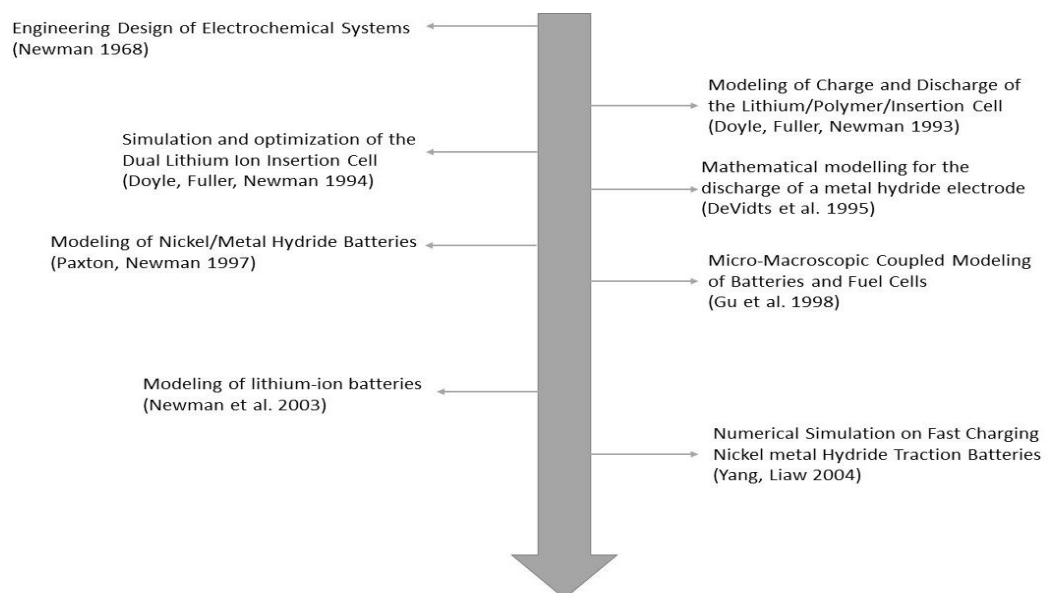 Engineering Design of Electrochemical Systems
(Newman 1968)
Modeling of Charge and Discharge of
the Lithium/Polymer/Insertion Cell
(Doyle, Fuller, Newman 1993)
Simulation and optimization of the
Dual Lithium Ion Insertion Cell
(Doyle, Fuller, Newman 1994)
Mathematical modelling for the
discharge of a metal hydride electrode
(DeVidts et al. 1995)
Modeling of Nickel/Metal Hydride Batteries
(Paxton, Newman 1997)
Micro-Macroscopic Coupled Modeling
of Batteries and Fuel Cells
(Gu et al. 1998)
Modeling of lithium-ion batteries
(Newman et al. 2003)
Numerical Simulation on Fast Charging
Nickel metal Hydride Traction Batteries
(Yang, Liaw 2004)